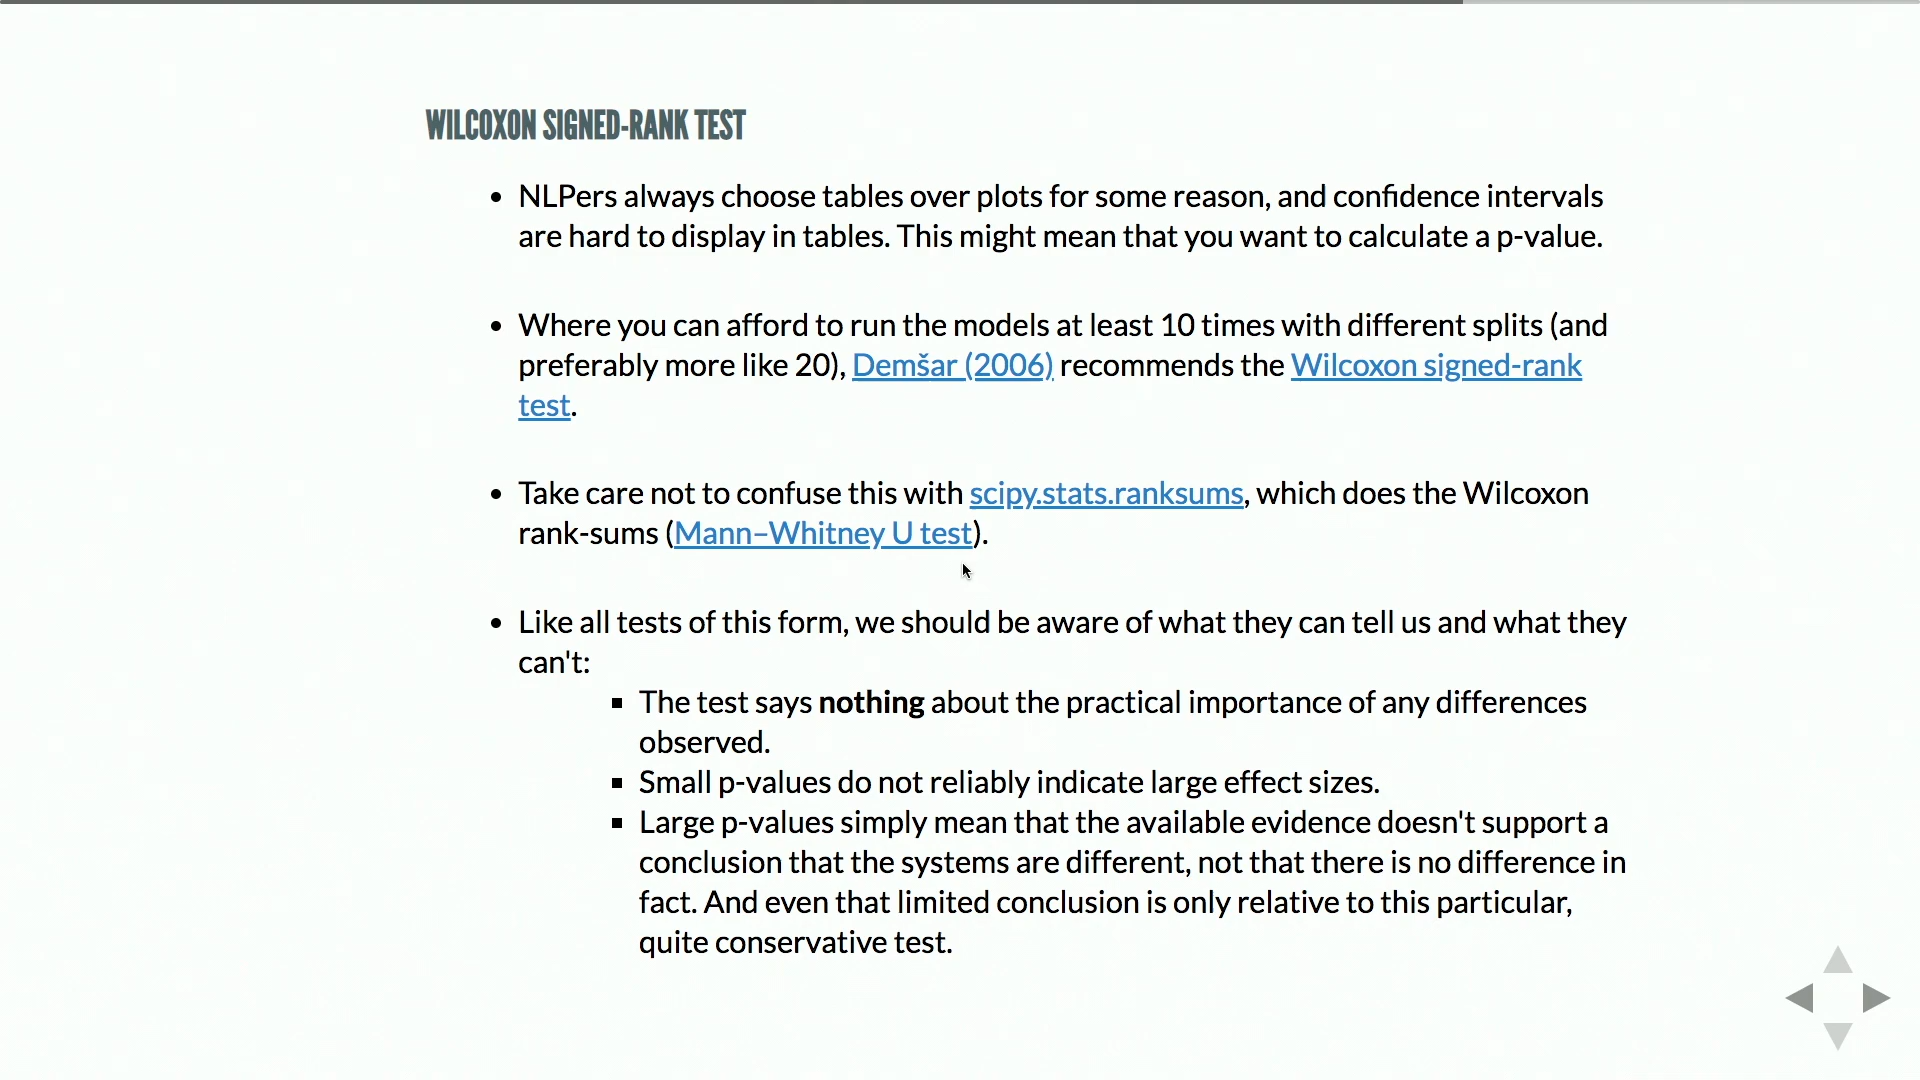 WILCOXON SIGNED-RANK TEST
• NLPers always choose tables over plots for some reason, and confidence intervals
are hard to display in tables. This might mean that you want to calculate a p-value.
• Where you can afford to run the models at least 10 times with different splits (and
preferably more like 20), Demšar (2006) recommends the Wilcoxon signed-rank
test.
• Take care not to confuse this with scipy.stats.ranksums, which does the Wilcoxon
rank-sums (Mann–Whitney U test).
• Like all tests of this form, we should be aware of what they can tell us and what they
can't:
▪ The test says nothing about the practical importance of any differences
observed.
▪ Small p-values do not reliably indicate large effect sizes.
▪ Large p-values simply mean that the available evidence doesn't support a
conclusion that the systems are different, not that there is no difference in
fact. And even that limited conclusion is only relative to this particular,
quite conservative test.